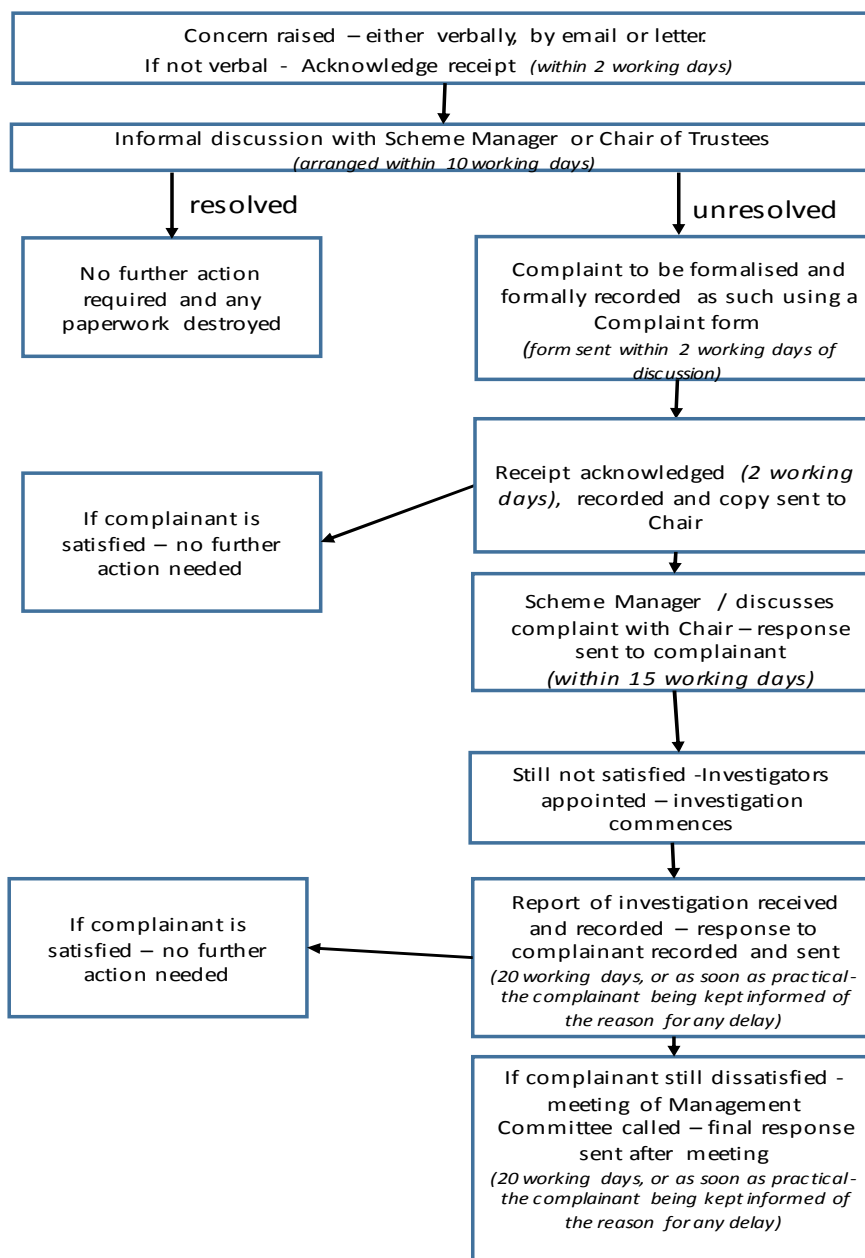 Concern raised – either verbally, by email or letter.
If not verbal - Acknowledge receipt (within 2 working days)
Informal discussion with Scheme Manager or Chair of Trustees
(arranged within 10 working days)
resolved
unresolved
No further action
required and any
paperwork destroyed
Complaint to be formalised and
formally recorded as such using a
Complaint form
(form sent within 2 working days of
discussion)
Receipt acknowledged (2 working
days), recorded and copy sent to
Chair
If complainant is
satisfied – no further
action needed
Scheme Manager / discusses
complaint with Chair – response
sent to complainant
(within 15 working days)
Still not satisfied -Investigators
appointed – investigation
commences
Report of investigation received
and recorded – response to
complainant recorded and sent
(20 working days, or as soon as practical-
the complainant being kept informed of
the reason for any delay)
If complainant is
satisfied – no further
action needed
If complainant still dissatisfied -
meeting of Management
Committee called – final response
sent after meeting
(20 working days, or as soon as practical-
the complainant being kept informed of
the reason for any delay)